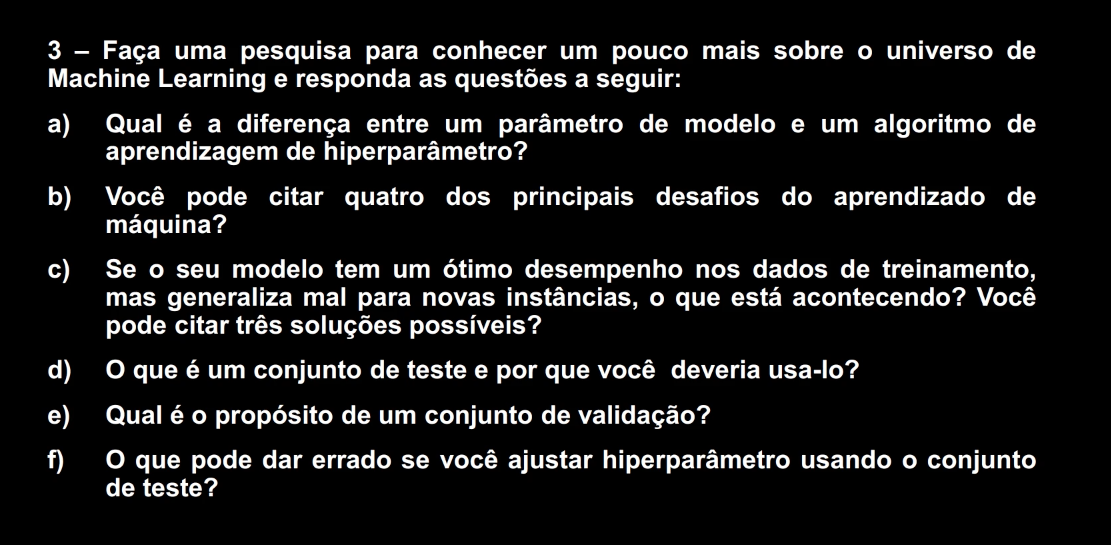 3 – Faça uma pesquisa para conhecer um pouco mais sobre o universo de
Machine Learning e responda as questões a seguir:
a) Qual é a diferença entre um parâmetro de modelo e um algoritmo de
aprendizagem de hiperparâmetro?
b) Você pode citar quatro dos principais desafios do aprendizado de
máquina?
c) Se o seu modelo tem um ótimo desempenho nos dados de treinamento,
mas generaliza mal para novas instâncias, o que está acontecendo? Você
pode citar três soluções possíveis?
d) O que é um conjunto de teste e por que você deveria usa-lo?
e) Qual é o propósito de um conjunto de validação?
f) O que pode dar errado se você ajustar hiperparâmetro usando o conjunto
de teste?